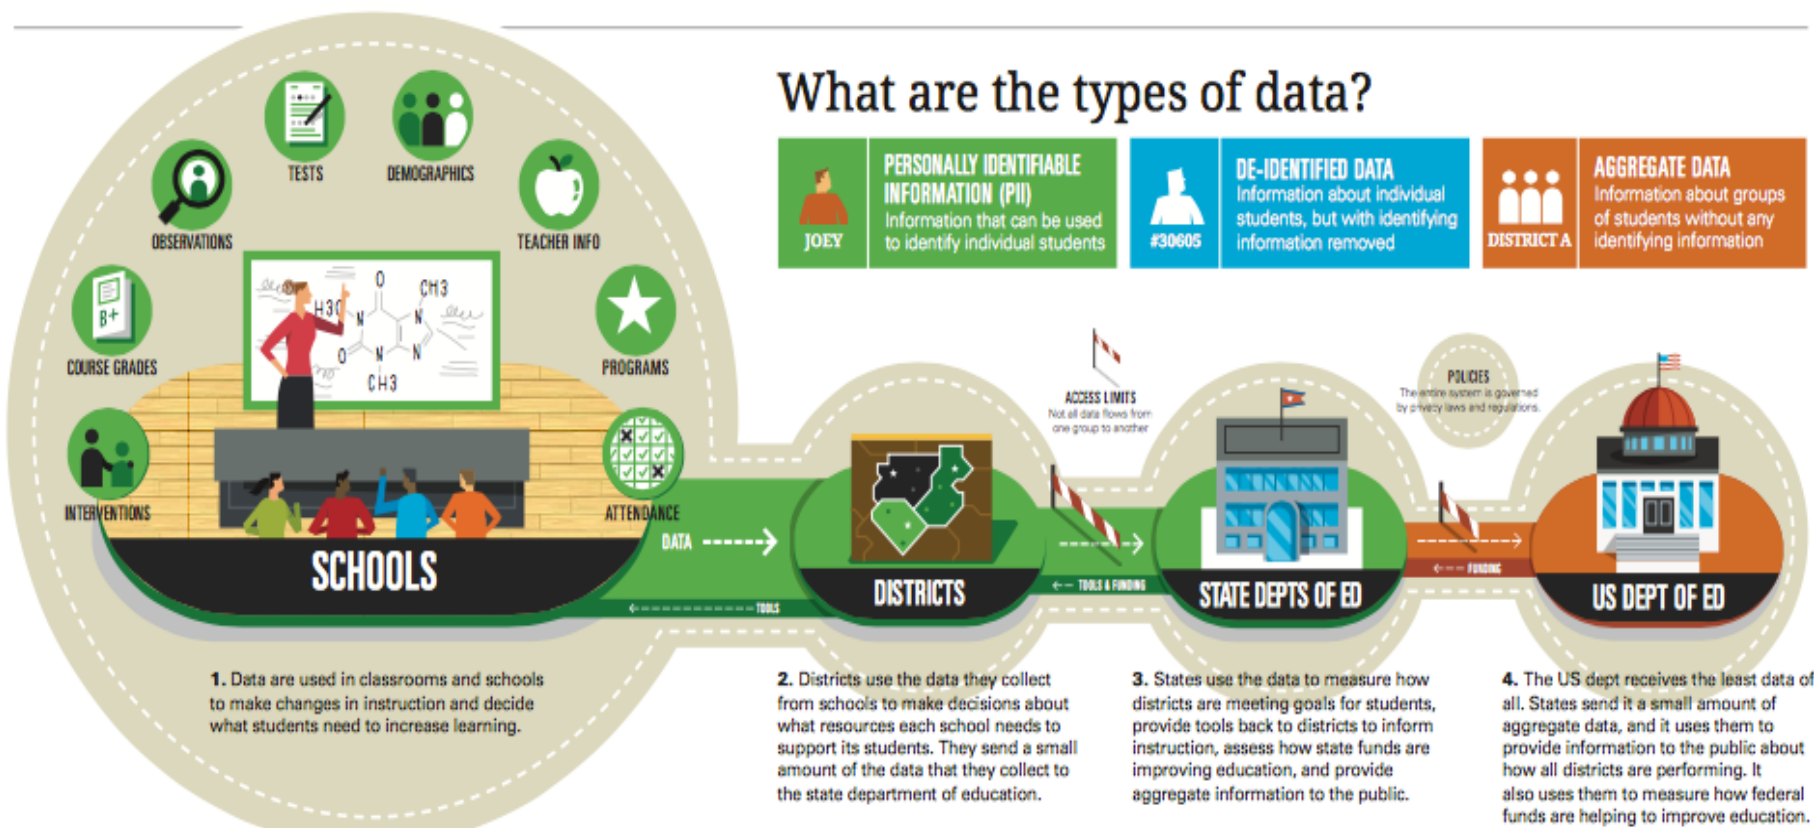 What are the types of data?
PERSONALLY IDENTIFIABLE
INFORMATION (PII)
Information that can be used
to identify individual students
JOEY
DE-IDENTIFIED DATA
Information about individual
students, but with identifying
information removed
#30605
AGGREGATE DATA
Information about groups
of students without any
identifying information
DISTRICT A
TESTS
DEMOGRAPHICS
OBSERVATIONS
TEACHER INFO
COURSE GRADES
B+
PROGRAMS
INTERVENTIONS
ATTENDANCE
O
CH3
H3C
N
N
O
N
N
CH3
SCHOOLS
DATA
TOOLS
DISTRICTS
ACCESS LIMITS
Not all data flows from
one group to another
TOOLS & FUNDING
STATE DEPTS OF ED
POLICIES
The entire system is governed
by privacy laws and regulations.
FUNDING
US DEPT OF ED
1. Data are used in classrooms and schools
to make changes in instruction and decide
what students need to increase learning.
2. Districts use the data they collect
from schools to make decisions about
what resources each school needs to
support its students. They send a small
amount of the data that they collect to
the state department of education.
3. States use the data to measure how
districts are meeting goals for students,
provide tools back to districts to inform
instruction, assess how state funds are
improving education, and provide
aggregate information to the public.
4. The US dept receives the least data of
all. States send it a small amount of
aggregate data, and it uses them to
provide information to the public about
how all districts are performing. It
also uses them to measure how federal
funds are helping to improve education.